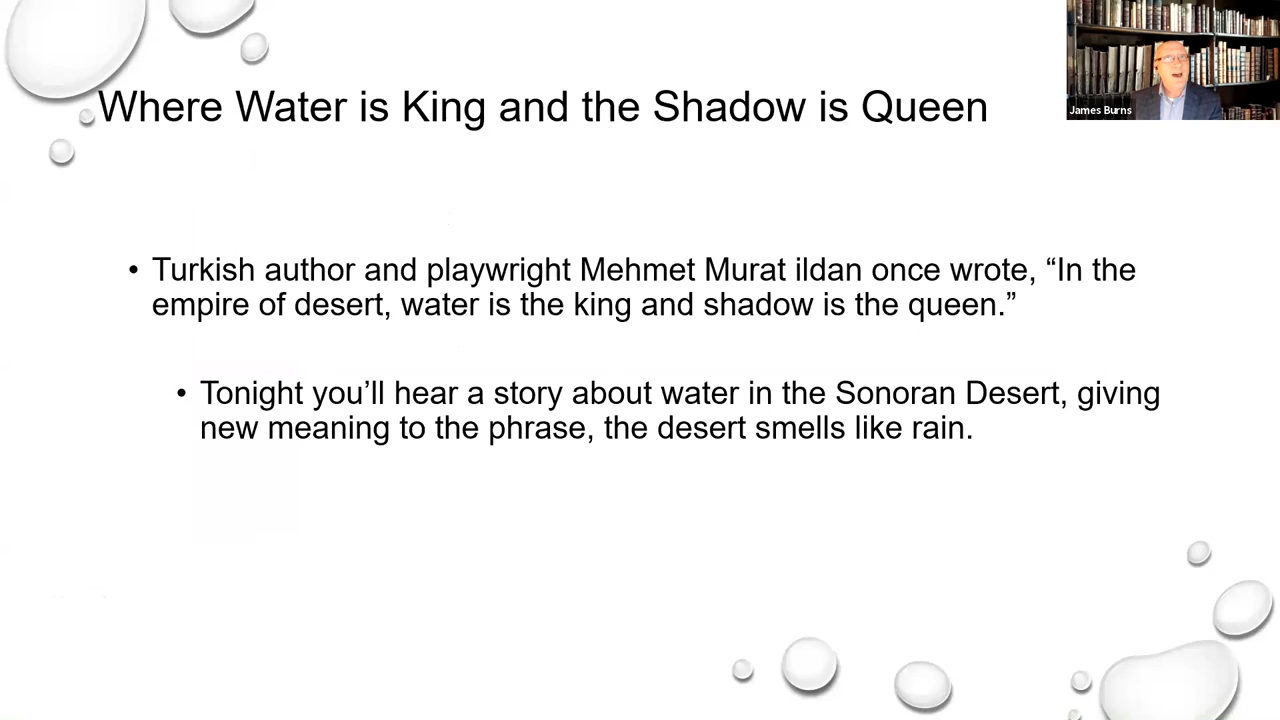 Where Water is King and the Shadow is Queen
James Burns
• Turkish author and playwright Mehmet Murat ildan once wrote, “In the
empire of desert, water is the king and shadow is the queen.”
• Tonight you’ll hear a story about water in the Sonoran Desert, giving
new meaning to the phrase, the desert smells like rain.